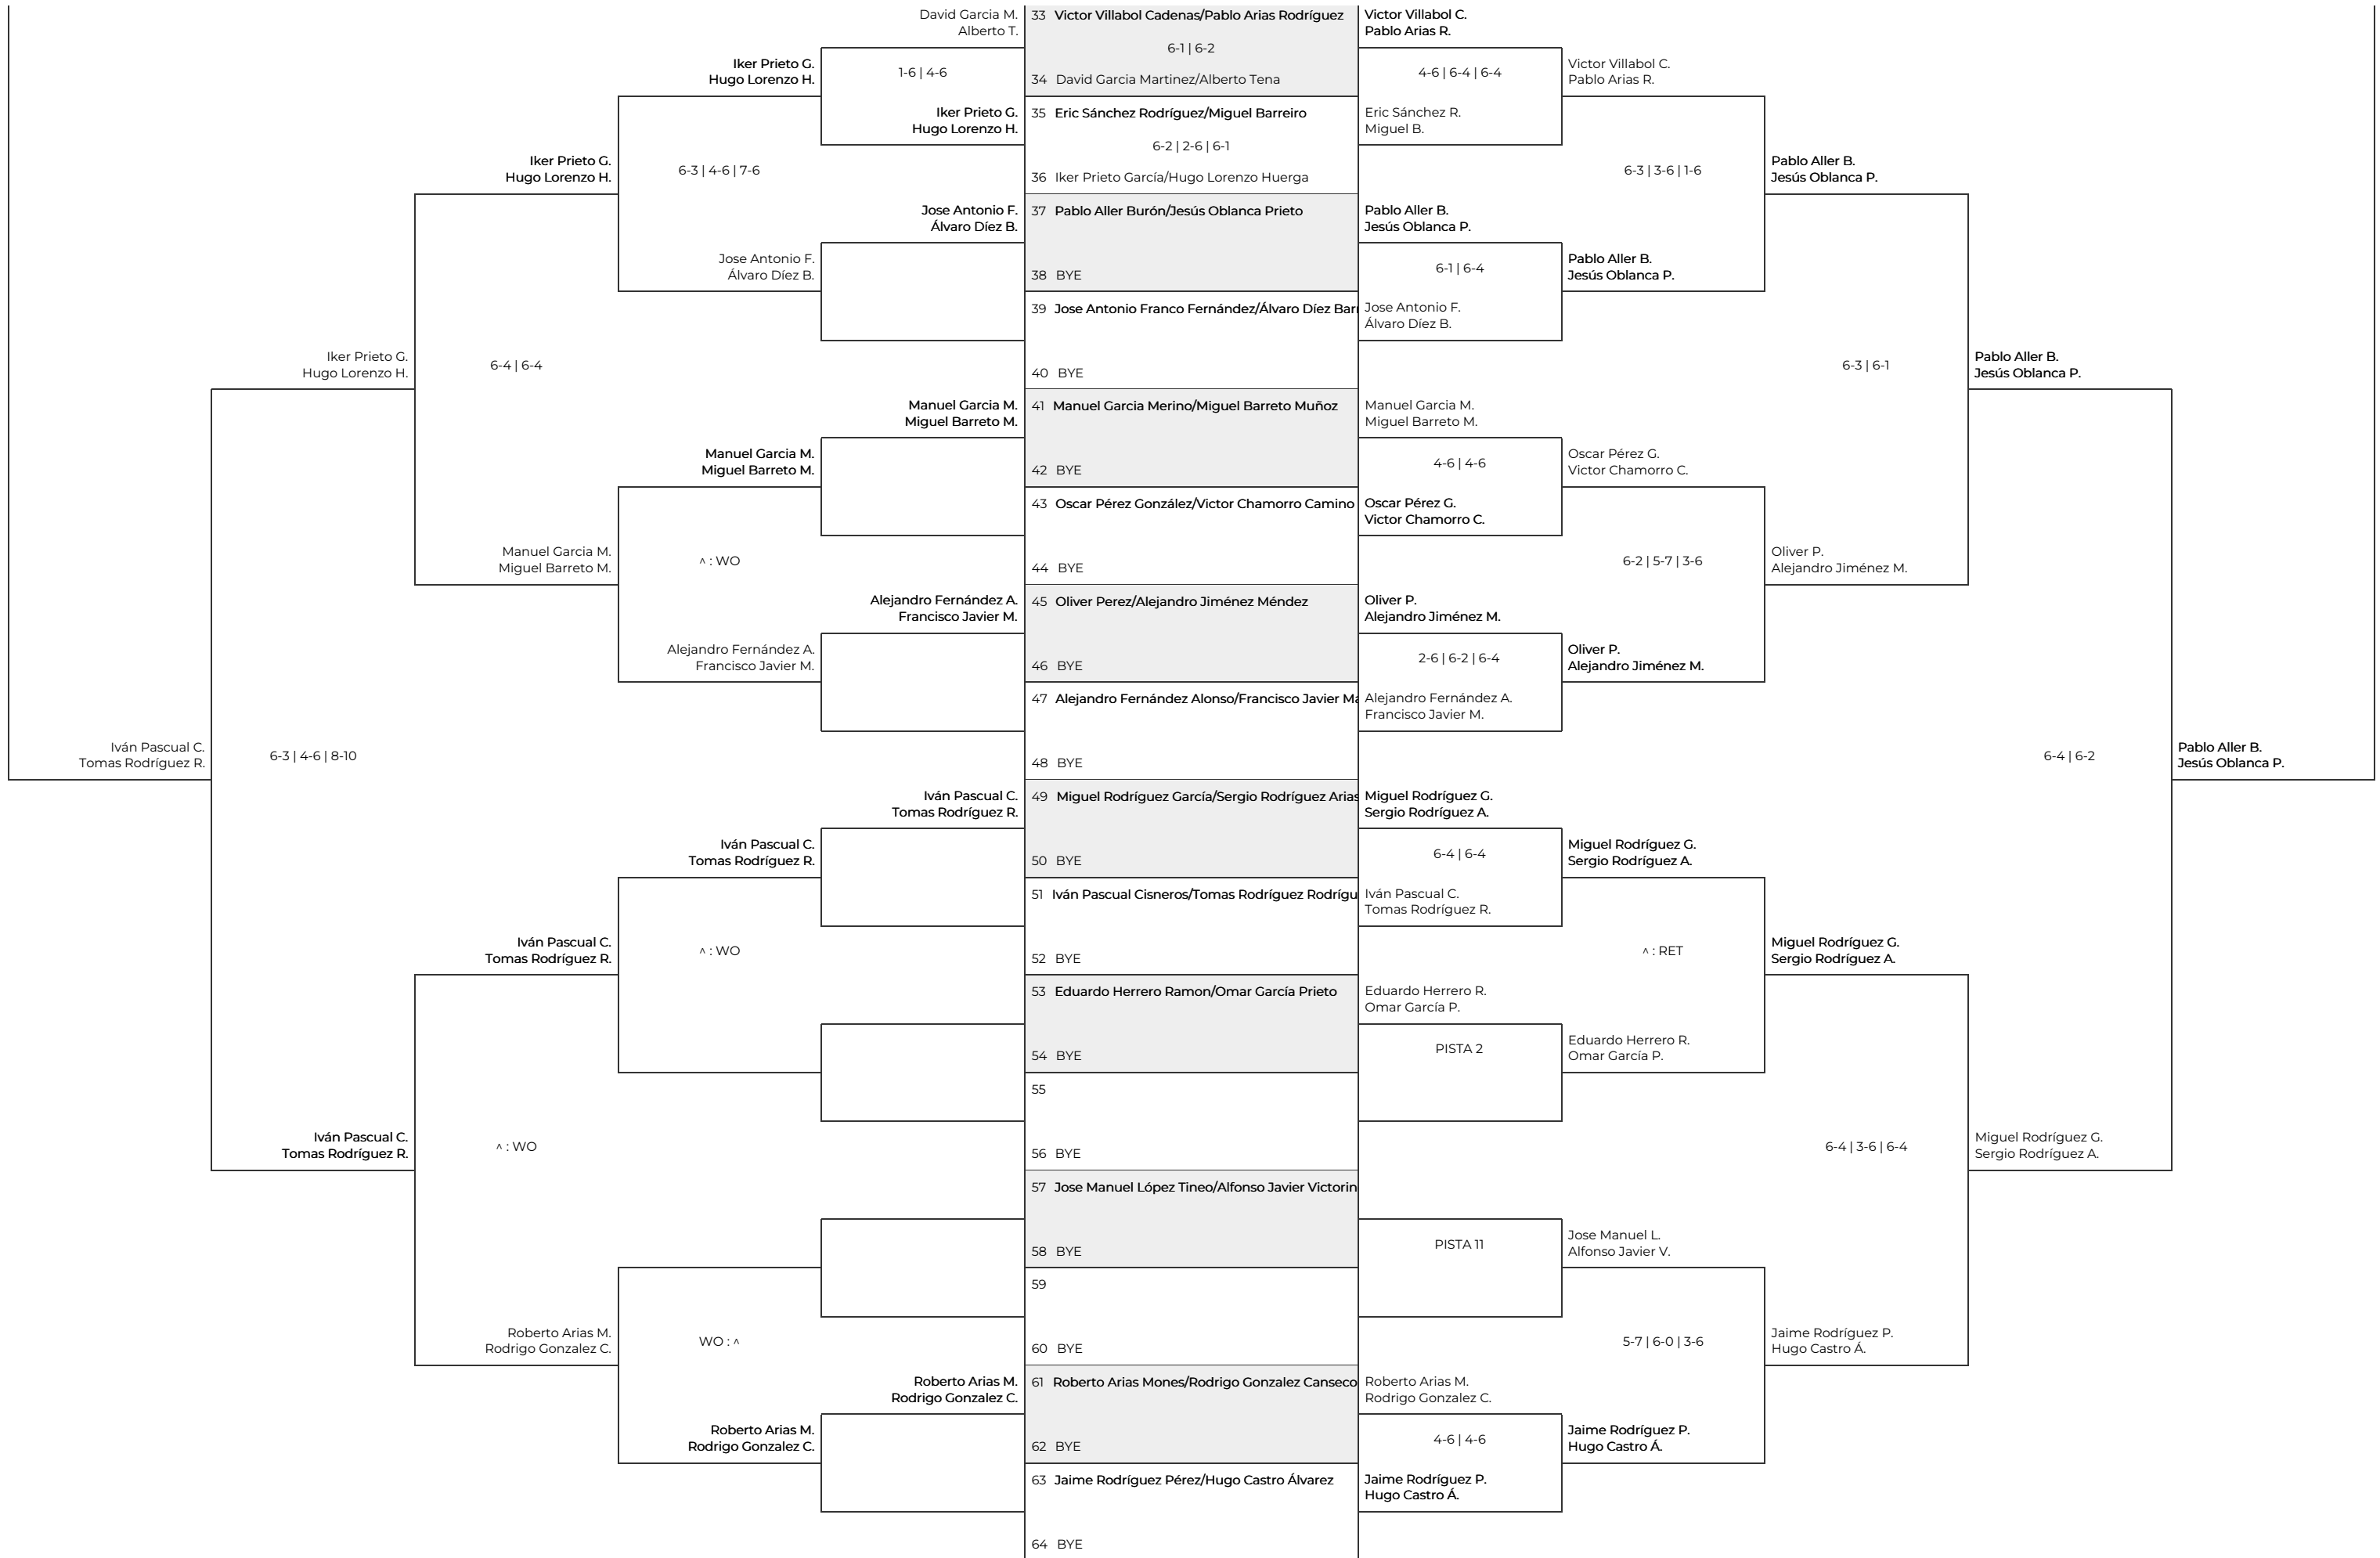 David Garcia M.
Alberto T.
33 Victor Villabol Cadenas/Pablo Arias Rodríguez
Victor Villabol C.
Pablo Arias R.
6-1 | 6-2
Iker Prieto G.
Hugo Lorenzo H.
1-6 | 4-6
34 David Garcia Martinez/Alberto Tena
4-6 | 6-4 | 6-4
Victor Villabol C.
Pablo Arias R.
Iker Prieto G.
Hugo Lorenzo H.
35 Eric Sánchez Rodríguez/Miguel Barreiro
Eric Sánchez R.
Miguel B.
6-2 | 2-6 | 6-1
Iker Prieto G.
Hugo Lorenzo H.
6-3 | 4-6 | 7-6
36 Iker Prieto García/Hugo Lorenzo Huerga
6-3 | 3-6 | 1-6
Pablo Aller B.
Jesús Oblanca P.
Jose Antonio F.
Álvaro Díez B.
37 Pablo Aller Burón/Jesús Oblanca Prieto
Pablo Aller B.
Jesús Oblanca P.
Jose Antonio F.
Álvaro Díez B.
38 BYE
6-1 | 6-4
Pablo Aller B.
Jesús Oblanca P.
39 Jose Antonio Franco Fernández/Álvaro Díez Barr
Jose Antonio F.
Álvaro Díez B.
Iker Prieto G.
Hugo Lorenzo H.
6-4 | 6-4
40 BYE
6-3 | 6-1
Pablo Aller B.
Jesús Oblanca P.
Manuel Garcia M.
Miguel Barreto M.
41 Manuel Garcia Merino/Miguel Barreto Muñoz
Manuel Garcia M.
Miguel Barreto M.
Manuel Garcia M.
Miguel Barreto M.
42 BYE
4-6 | 4-6
Oscar Pérez G.
Victor Chamorro C.
43 Oscar Pérez González/Victor Chamorro Camino
Oscar Pérez G.
Victor Chamorro C.
Manuel Garcia M.
Miguel Barreto M.
^ : WO
44 BYE
6-2 | 5-7 | 3-6
Oliver P.
Alejandro Jiménez M.
Alejandro Fernández A.
Francisco Javier M.
45 Oliver Perez/Alejandro Jiménez Méndez
Oliver P.
Alejandro Jiménez M.
Alejandro Fernández A.
Francisco Javier M.
46 BYE
2-6 | 6-2 | 6-4
Oliver P.
Alejandro Jiménez M.
47 Alejandro Fernández Alonso/Francisco Javier Ma
Alejandro Fernández A.
Francisco Javier M.
Iván Pascual C.
Tomas Rodríguez R.
6-3 | 4-6 | 8-10
48 BYE
6-4 | 6-2
Pablo Aller B.
Jesús Oblanca P.
Iván Pascual C.
Tomas Rodríguez R.
49 Miguel Rodríguez García/Sergio Rodríguez Arias
Miguel Rodríguez G.
Sergio Rodríguez A.
Iván Pascual C.
Tomas Rodríguez R.
50 BYE
6-4 | 6-4
Miguel Rodríguez G.
Sergio Rodríguez A.
51 Iván Pascual Cisneros/Tomas Rodríguez Rodrígu
Iván Pascual C.
Tomas Rodríguez R.
Iván Pascual C.
Tomas Rodríguez R.
^ : WO
52 BYE
^ : RET
Miguel Rodríguez G.
Sergio Rodríguez A.
53 Eduardo Herrero Ramon/Omar García Prieto
Eduardo Herrero R.
Omar García P.
54 BYE
PISTA 2
Eduardo Herrero R.
Omar García P.
55
Iván Pascual C.
Tomas Rodríguez R.
^ : WO
56 BYE
6-4 | 3-6 | 6-4
Miguel Rodríguez G.
Sergio Rodríguez A.
57 Jose Manuel López Tineo/Alfonso Javier Victorin
58 BYE
PISTA 11
Jose Manuel L.
Alfonso Javier V.
59
Roberto Arias M.
Rodrigo Gonzalez C.
WO : ^
60 BYE
5-7 | 6-0 | 3-6
Jaime Rodríguez P.
Hugo Castro Á.
Roberto Arias M.
Rodrigo Gonzalez C.
61 Roberto Arias Mones/Rodrigo Gonzalez Canseco
Roberto Arias M.
Rodrigo Gonzalez C.
Roberto Arias M.
Rodrigo Gonzalez C.
62 BYE
4-6 | 4-6
Jaime Rodríguez P.
Hugo Castro Á.
63 Jaime Rodríguez Pérez/Hugo Castro Álvarez
Jaime Rodríguez P.
Hugo Castro Á.
64 BYE